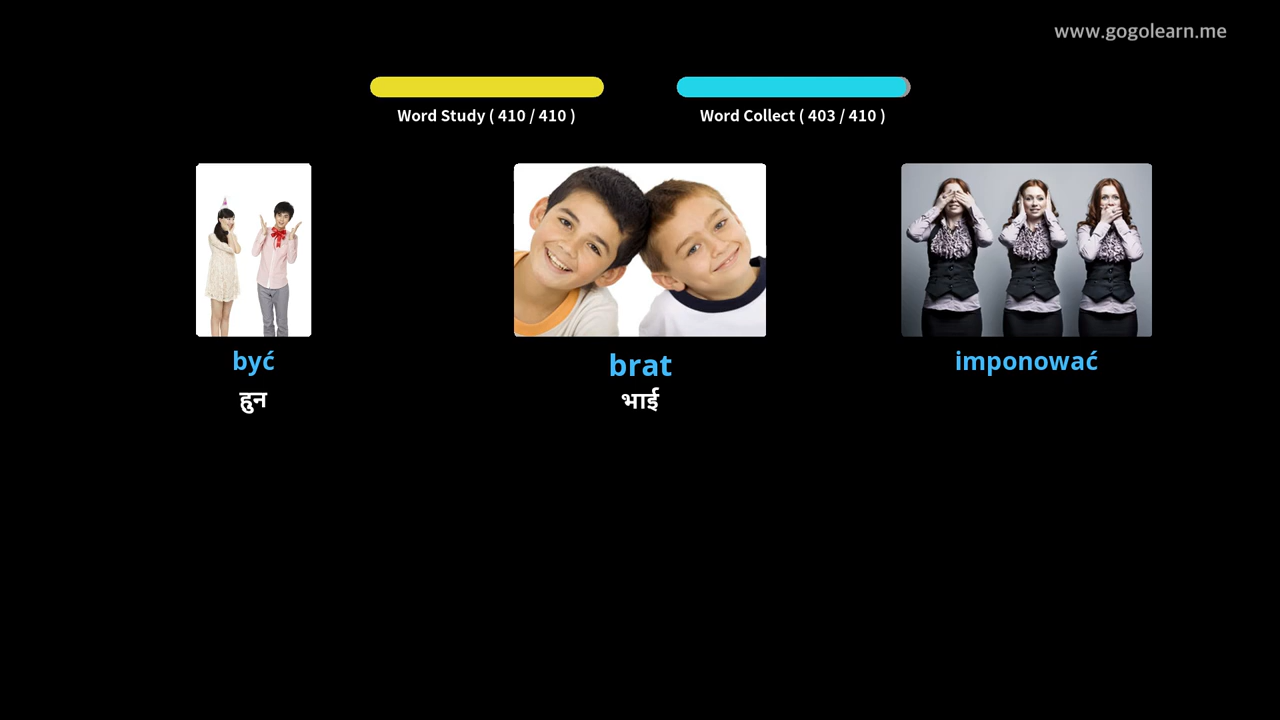 www.gogolearn.me
Word Study ( 410 / 410 )
Word Collect ( 403 / 410 )
być
हुन
brat
भाई
imponować